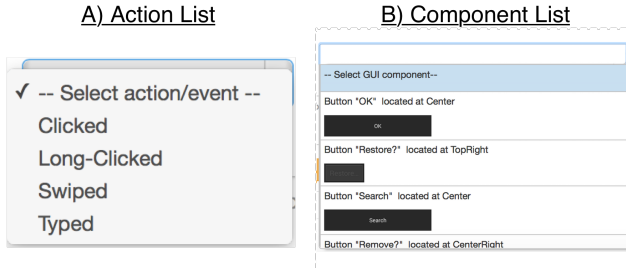 A) Action List
B) Component List
-- Select action/event --
Clicked
Long-Clicked
Swiped
Typed
-- Select GUI component--
Button "OK" located at Center
OK
Button "Restore?" located at TopRight
Button "Search" located at Center
Search
Button "Remove?" located at CenterRight